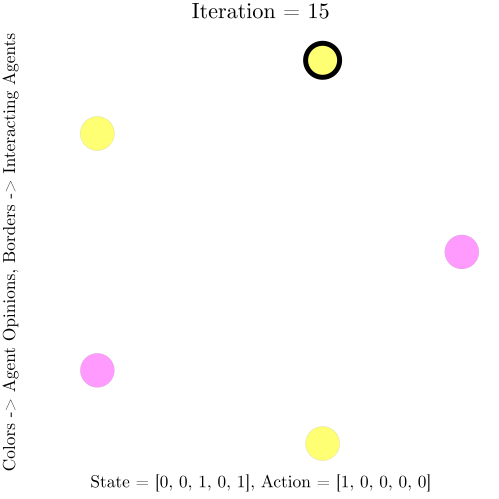 Iteration = 15
Colors -> Agent Opinions, Borders -> Interacting Agents
State = [0, 0, 1, 0, 1], Action = [1, 0, 0, 0, 0]